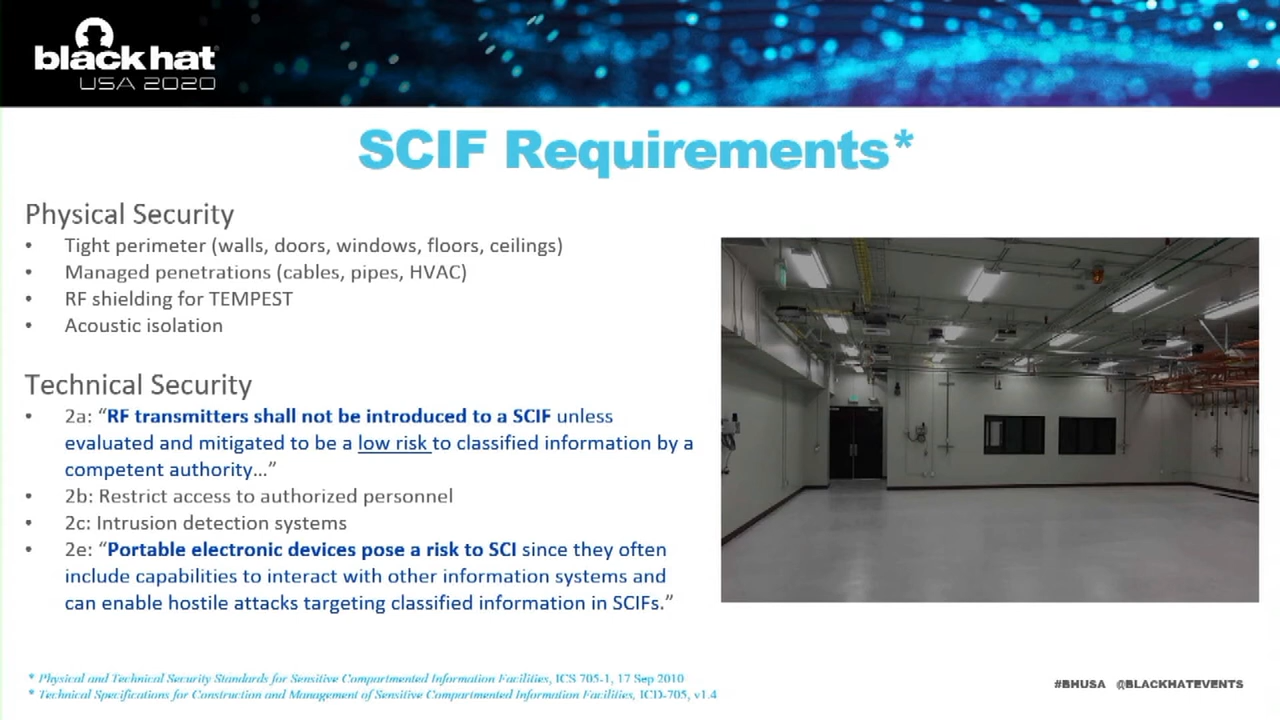 black hat
USA 2020
SCIF Requirements*
Physical Security
• Tight perimeter (walls, doors, windows, floors, ceilings)
• Managed penetrations (cables, pipes, HVAC)
• RF shielding for TEMPEST
• Acoustic isolation
Technical Security
• 2a: “RF transmitters shall not be introduced to a SCIF unless
evaluated and mitigated to be a low risk to classified information by a
competent authority…”
• 2b: Restrict access to authorized personnel
• 2c: Intrusion detection systems
• 2e: “Portable electronic devices pose a risk to SCI since they often
include capabilities to interact with other information systems and
can enable hostile attacks targeting classified information in SCIFs.”
* Physical and Technical Security Standards for Sensitive Compartmented Information Facilities, ICS 705-1, 17 Sep 2010
* Technical Specifications for Construction and Management of Sensitive Compartmented Information Facilities, ICD-705, v1.4
#BHUSA @BLACKHATEVENTS